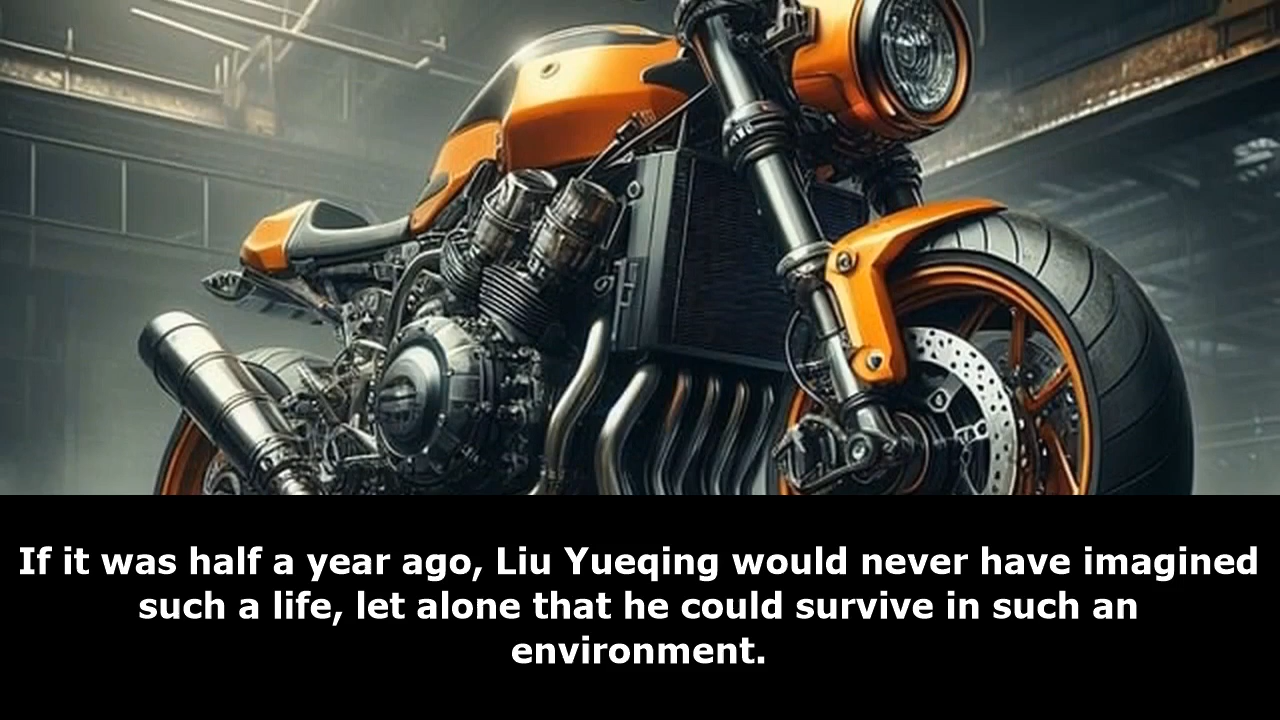 If it was half a year ago, Liu Yueqing would never have imagined
such a life, let alone that he could survive in such an
environment.